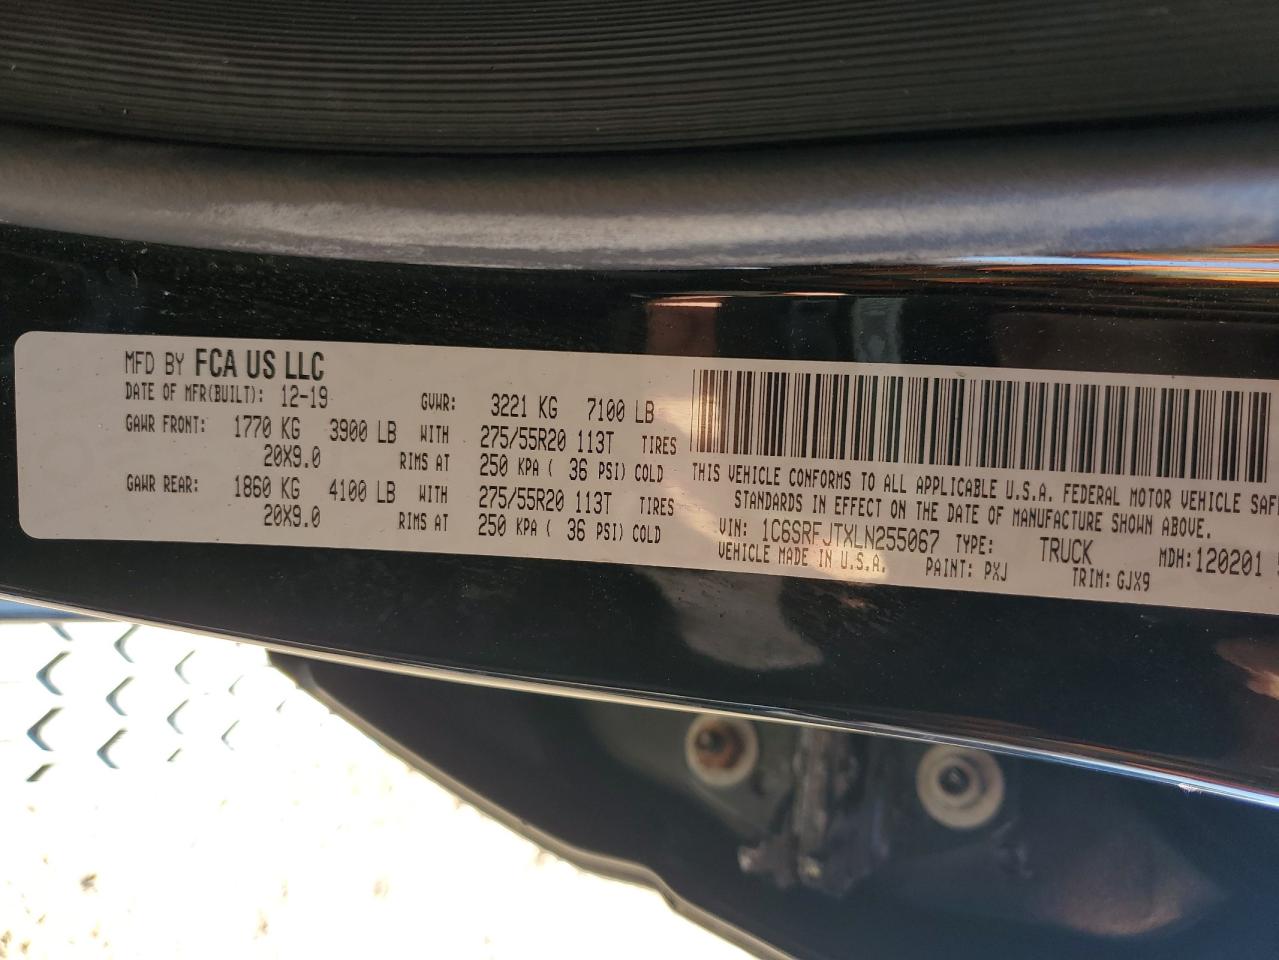 MFD BY FCA US LLC
DATE OF MFR(BUILT): 12-19 GVWR: 3221 KG 7100 LB
GAWR FRONT: 1770 KG 3900 LB WITH 275/55R20 113T TIRES
20X9.0 RIMS AT 250 KPA ( 36 PSI) COLD
GAWR REAR: 1860 KG 4100 LB WITH 275/55R20 113T TIRES
20X9.0 RIMS AT 250 KPA ( 36 PSI) COLD
THIS VEHICLE CONFORMS TO ALL APPLICABLE U.S.A. FEDERAL MOTOR VEHICLE
STANDARDS IN EFFECT ON THE DATE OF MANUFACTURE SHOWN ABOVE.
VIN: 1C6SRFJTXLN255067 TYPE: TRUCK MDH: 120201
VEHICLE MADE IN U.S.A. PAINT: PXJ TRIM: GJX9